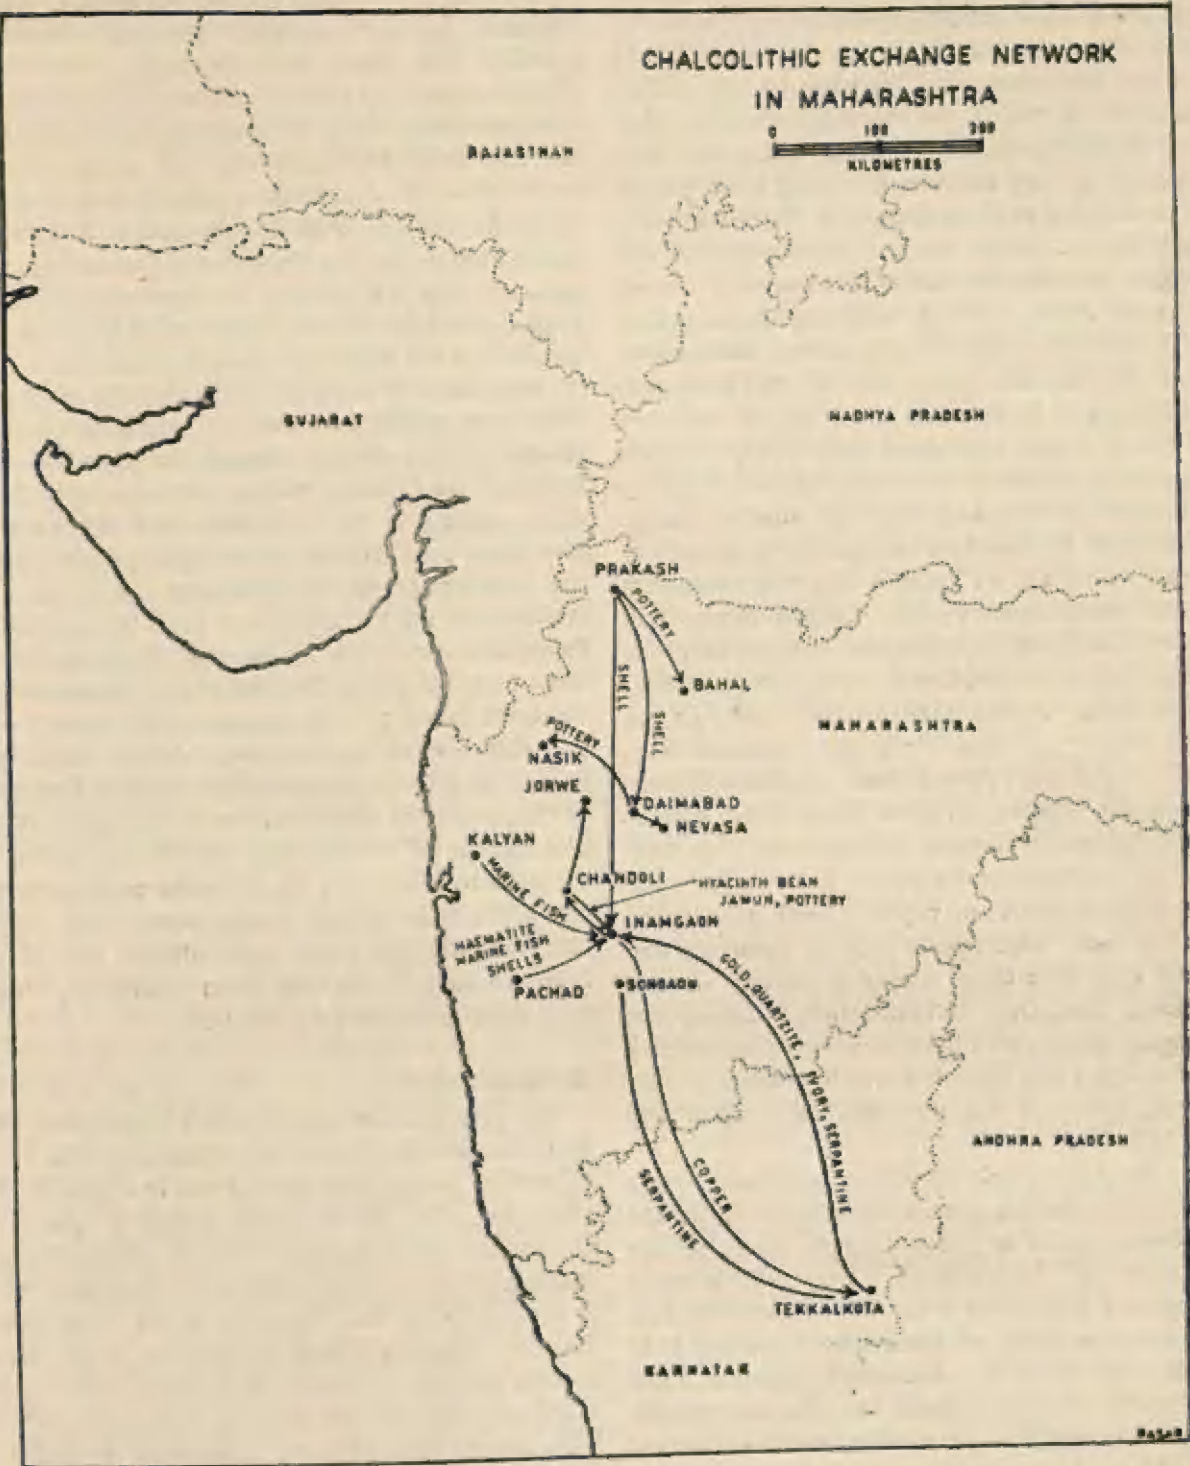 CHALCOLITHIC EXCHANGE NETWORK
IN MAHARASHTRA
0 100 200
KILOMETRES
RAJASTHAN
GUJARAT
MADHYA PRADESH
PRAKASH
POTTERY
SHELL
SHELL
BAHAL
MAHARASHTRA
POTTERY
NASIK
JORWE
DAIMABAD
NEVASA
KALYAN
MARINE FISH
CHANDOLI
HYACINTH BEAN
JAMUN, POTTERY
INAMGAON
HAEMATITE
MARINE FISH
SHELLS
PACHAD
SONGAON
GOLD, QUARTZITE, IVORY, SERPANTINE
ANDHRA PRADESH
COPPER
SERPANTINE
TEKKALKOTA
KARNATAK